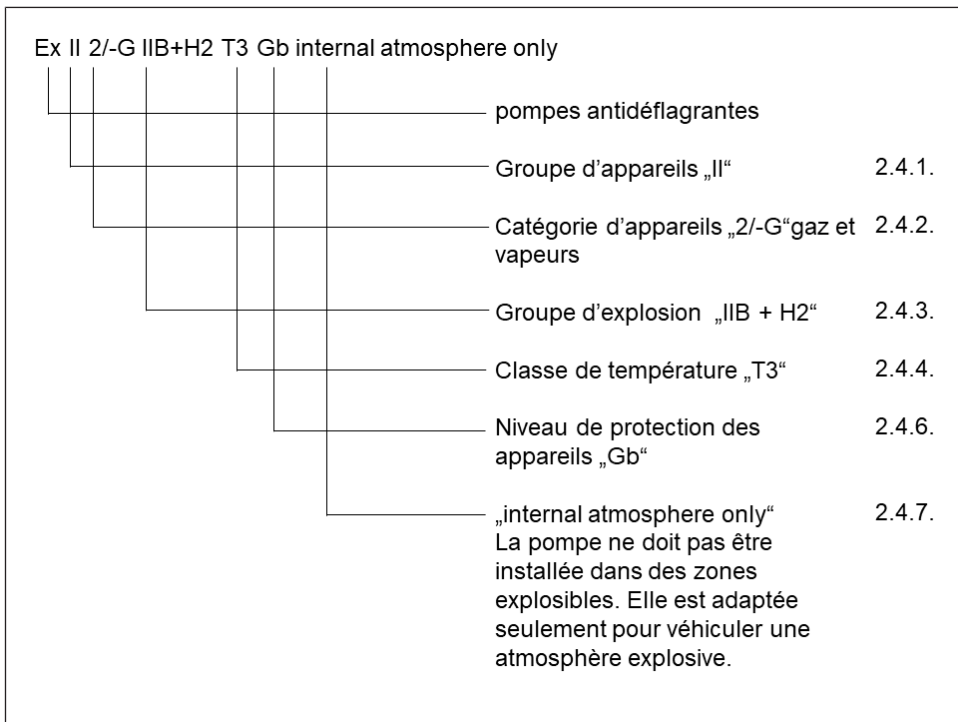 Ex II 2/-G IIB+H2 T3 Gb internal atmosphere only
pompes antidéflagrantes
Groupe d'appareils „II“ 2.4.1.
Catégorie d'appareils „2/-G“gaz et 2.4.2.
vapeurs
Groupe d'explosion „IIB + H2“ 2.4.3.
Classe de température „T3“ 2.4.4.
Niveau de protection des 2.4.6.
appareils „Gb“
„internal atmosphere only“ 2.4.7.
La pompe ne doit pas être
installée dans des zones
explosibles. Elle est adaptée
seulement pour véhiculer une
atmosphère explosive.